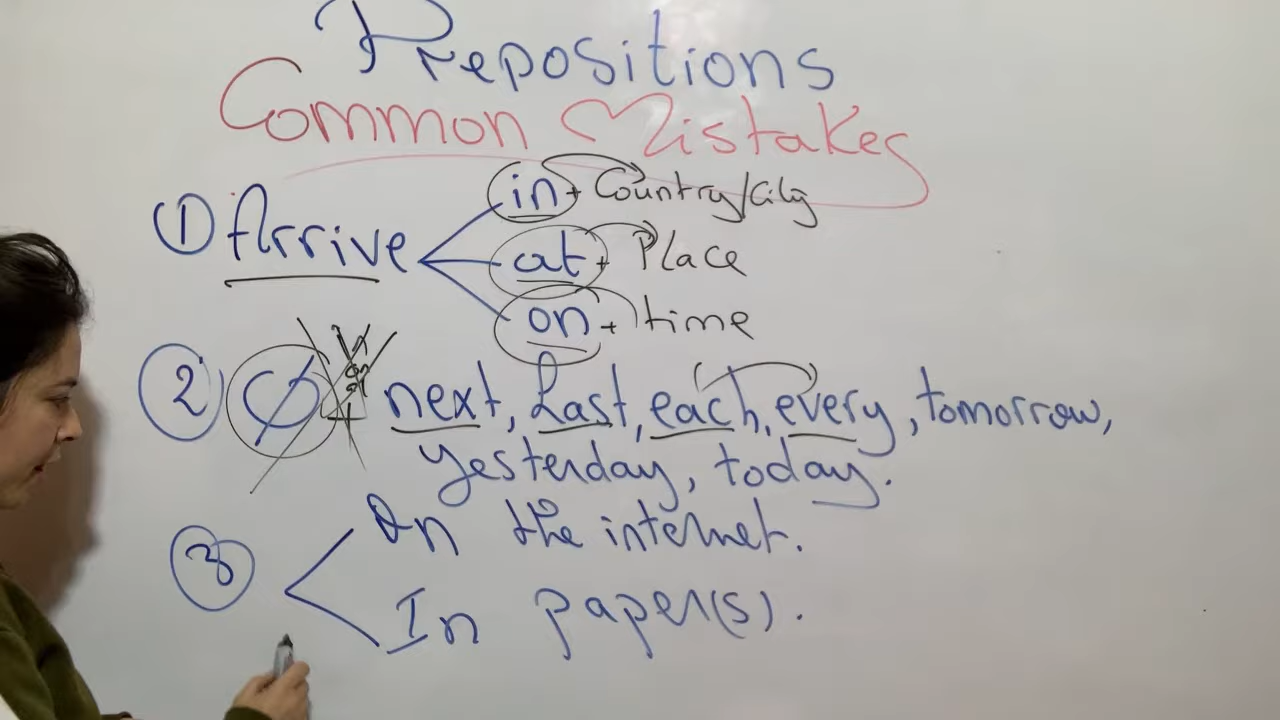 Prepositions
Common Mistakes
① Arrive
in + Country/City
at + Place
on + time
② Ø next, Last, each, every, tomorrow,
yesterday, today.
③ On the internet.
In paper(s).